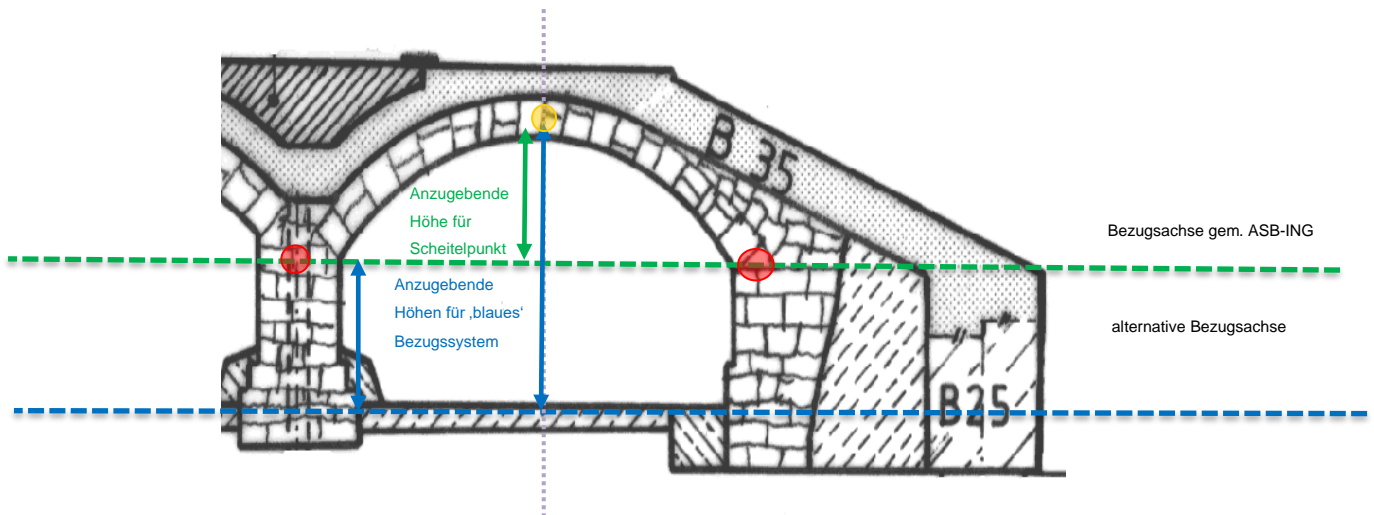 B 35
Anzugebende
Höhe für
Scheitelpunkt
Bezugsachse gem. ASB-ING
Anzugebende
Höhen für ‚blaues‘
Bezugssystem
alternative Bezugsachse
B25